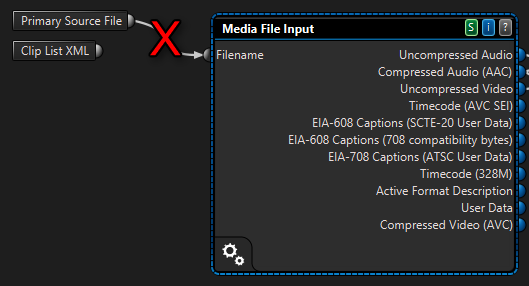 Primary Source File
Clip List XML
Media File Input
S i ?
Filename
Uncompressed Audio
Compressed Audio (AAC)
Uncompressed Video
Timecode (AVC SEI)
EIA-608 Captions (SCTE-20 User Data)
EIA-608 Captions (708 compatibility bytes)
EIA-708 Captions (ATSC User Data)
Timecode (328M)
Active Format Description
User Data
Compressed Video (AVC)